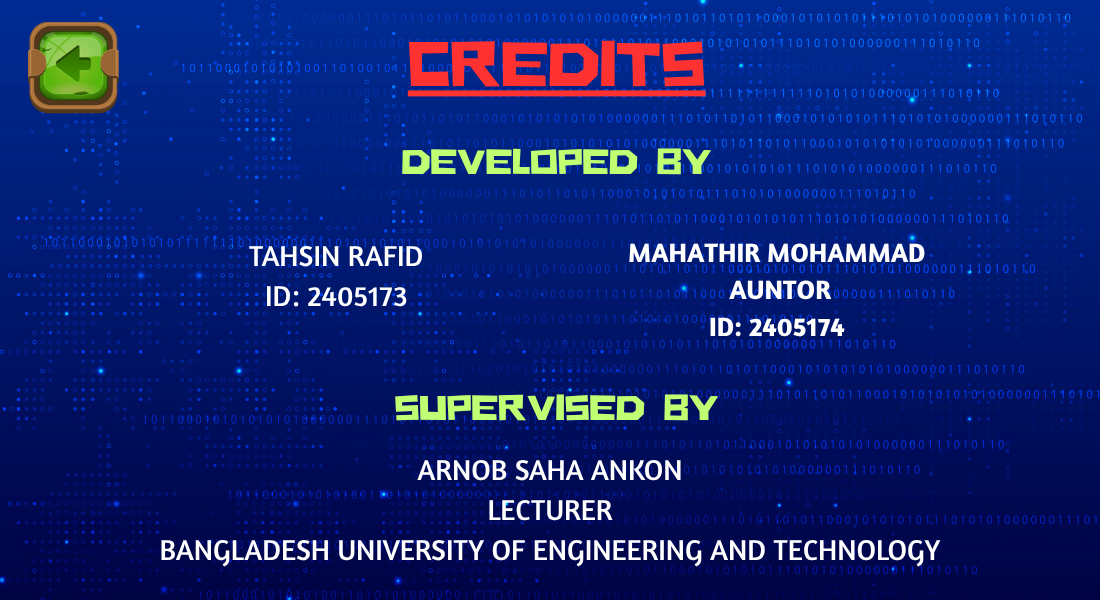 CREDITS
DEVELOPED BY
TAHSIN RAFID
ID: 2405173
MAHATHIR MOHAMMAD
AUNTOR
ID: 2405174
SUPERVISED BY
ARNOB SAHA ANKON
LECTURER
BANGLADESH UNIVERSITY OF ENGINEERING AND TECHNOLOGY